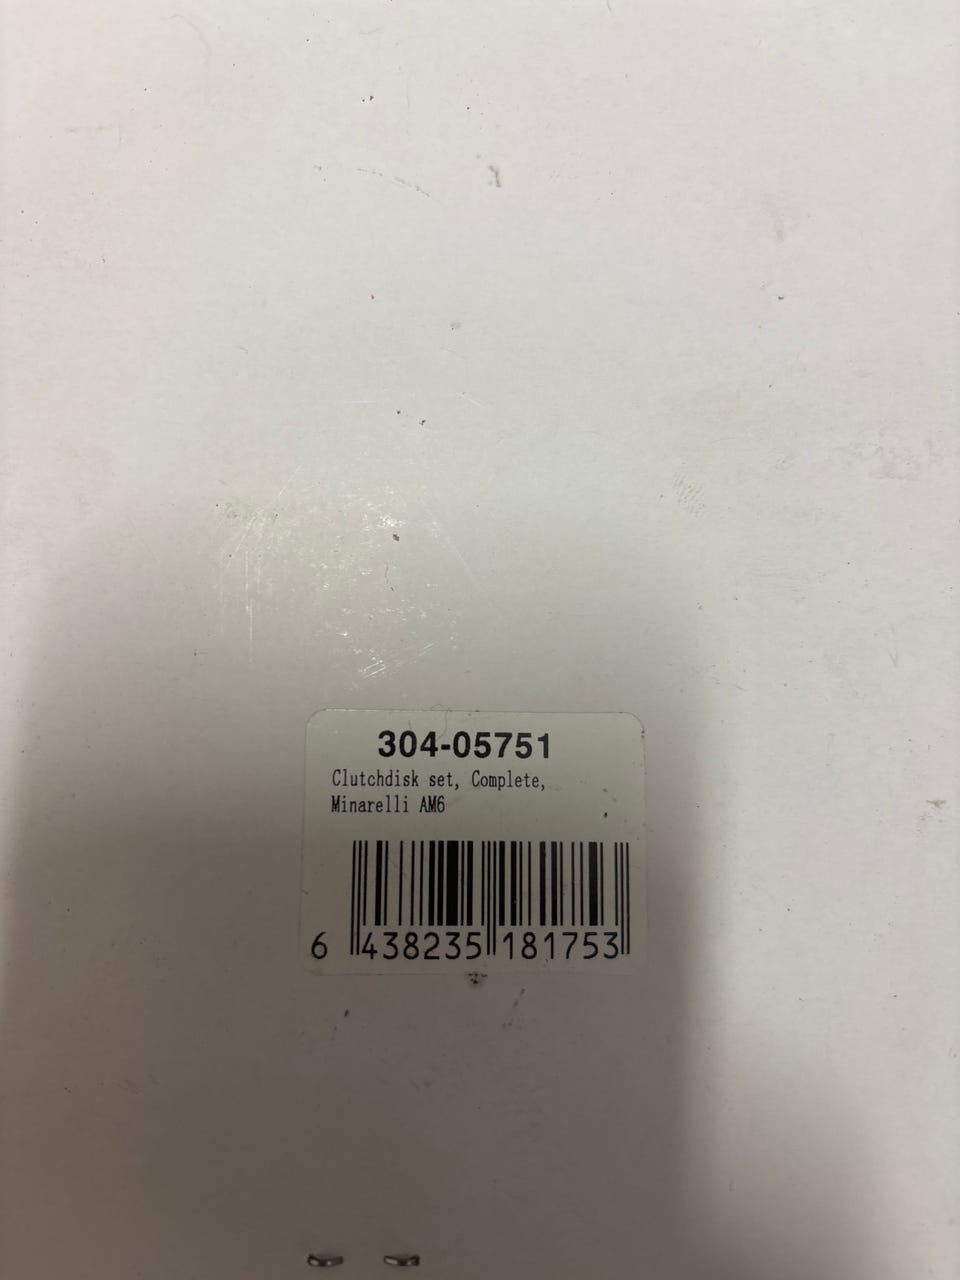 304-05751
Clutchdisk set, Complete,
Minarelli AM6
6 438235 181753